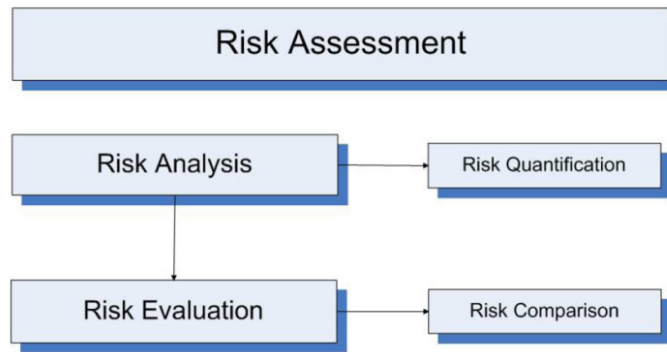 Risk Assessment
Risk Analysis
Risk Quantification
Risk Evaluation
Risk Comparison